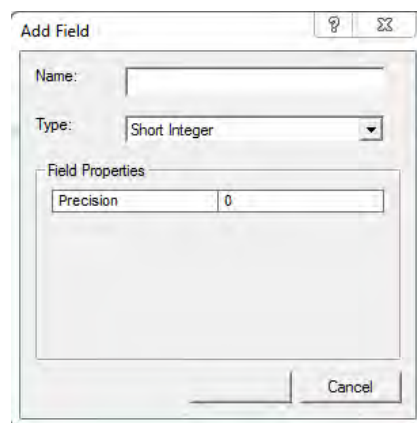 Add Field
Name:
Type: Short Integer
Field Properties
Precision 0
Cancel